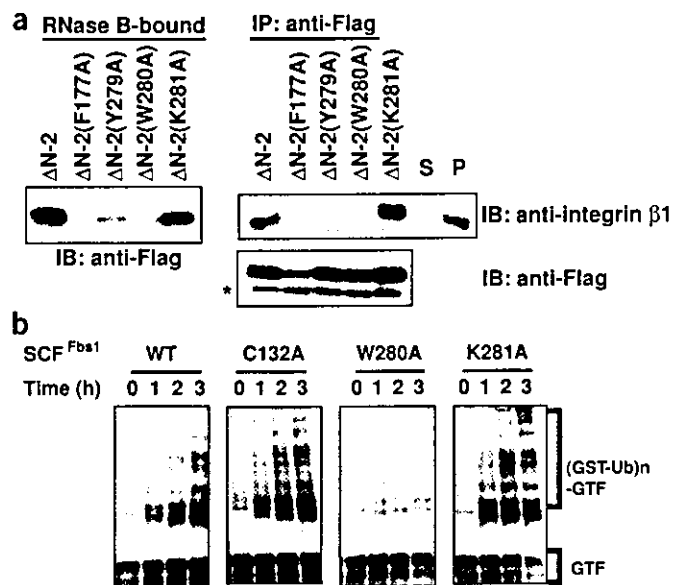 a
RNase B-bound
IP: anti-Flag
ΔN-2
ΔN-2(F177A)
ΔN-2(Y279A)
ΔN-2(W280A)
ΔN-2(K281A)
ΔN-2
ΔN-2(F177A)
ΔN-2(Y279A)
ΔN-2(W280A)
ΔN-2(K281A)
S
P
IB: anti-integrin β1
IB: anti-Flag
IB: anti-Flag
*
b
SCF Fbs1 WT C132A W280A K281A
Time (h) 0 1 2 3 0 1 2 3 0 1 2 3 0 1 2 3
(GST-Ub)n
-GTF
GTF